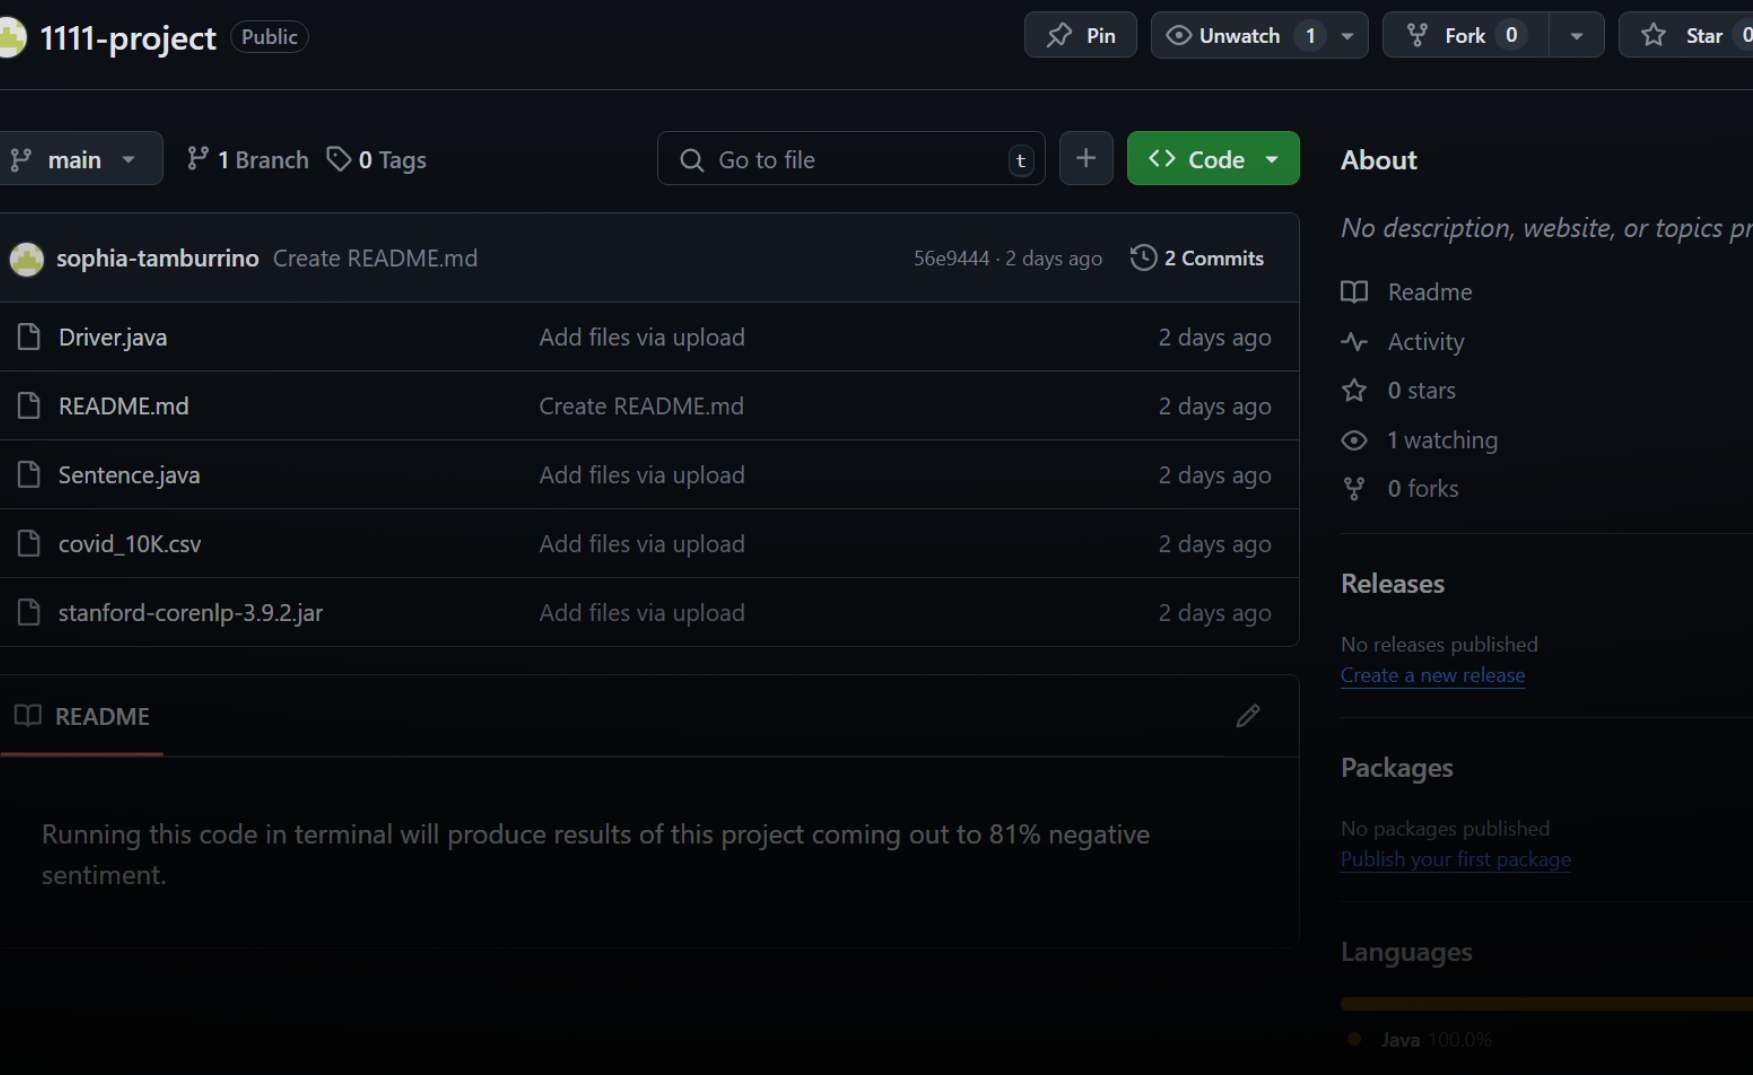 1111-project Public Pin Unwatch 1 Fork 0 Star 0
main 1 Branch 0 Tags Go to file t + <> Code About
No description, website, or topics pr
sophia-tamburrino Create README.md 56e9444 · 2 days ago 2 Commits
Readme
Driver.java Add files via upload 2 days ago
Activity
0 stars
README.md Create README.md 2 days ago
1 watching
Sentence.java Add files via upload 2 days ago
0 forks
covid_10K.csv Add files via upload 2 days ago
Releases
stanford-corenlp-3.9.2.jar Add files via upload 2 days ago
No releases published
Create a new release
README
Packages
No packages published
Running this code in terminal will produce results of this project coming out to 81% negative
sentiment.
Publish your first package
Languages
Java 100.0%